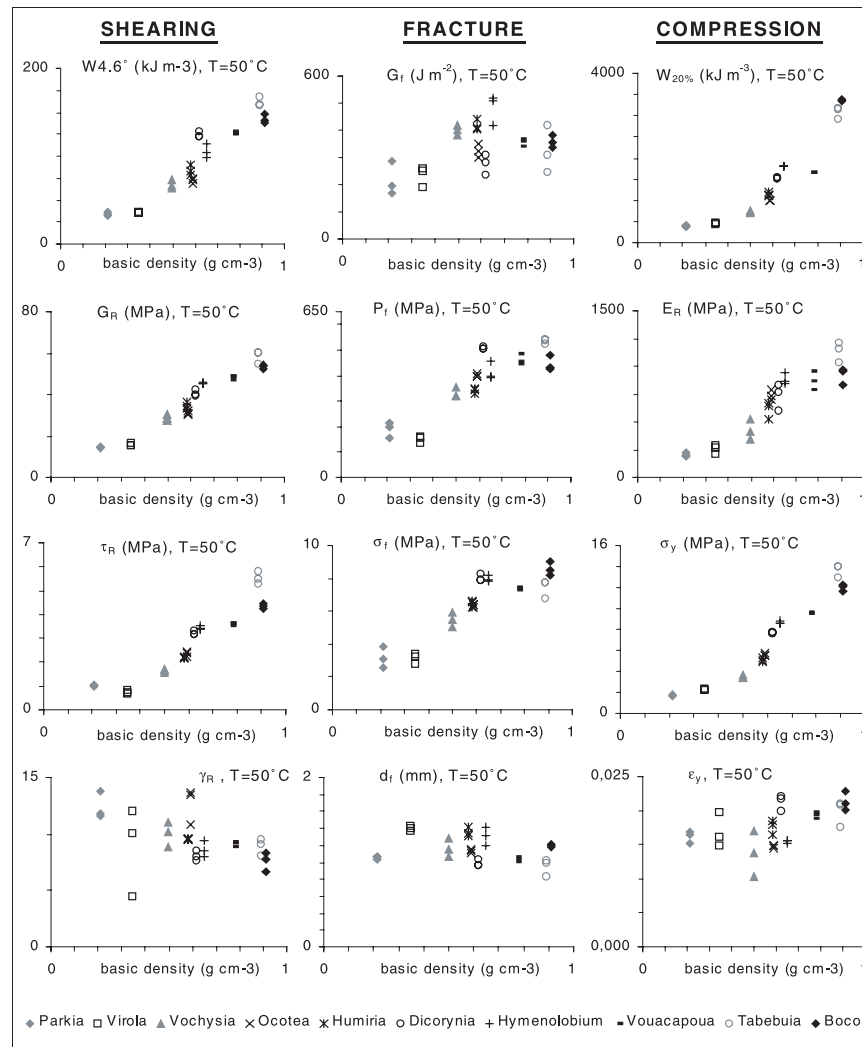 SHEARING FRACTURE COMPRESSION
W4.6° (kJ m-3), T=50°C
200
0
0 basic density (g cm-3) 1
G_f (J m⁻²), T=50°C
600
0
0 basic density (g cm-3) 1
W_20% (kJ m⁻³), T=50°C
4000
0
0 basic density (g cm-3) 1
G_R (MPa), T=50°C
80
0
0 basic density (g cm-3) 1
P_f (MPa), T=50°C
650
0
0 basic density (g cm-3) 1
E_R (MPa), T=50°C
1500
0
0 basic density (g cm-3) 1
τ_R (MPa), T=50°C
7
0
0 basic density (g cm-3) 1
σ_f (MPa), T=50°C
10
0
0 basic density (g cm-3) 1
σ_y (MPa), T=50°C
16
0
0 basic density (g cm-3) 1
γ_R , T=50°C
15
0
0 basic density (g cm-3) 1
d_f (mm), T=50°C
2
0
0 basic density (g cm-3) 1
ε_y, T=50°C
0,025
0,000
0 basic density (g cm-3) 1
Parkia Virola Vochysia Ocotea Humiria Dicorynia Hymenolobium Vouacapoua Tabebuia Boco